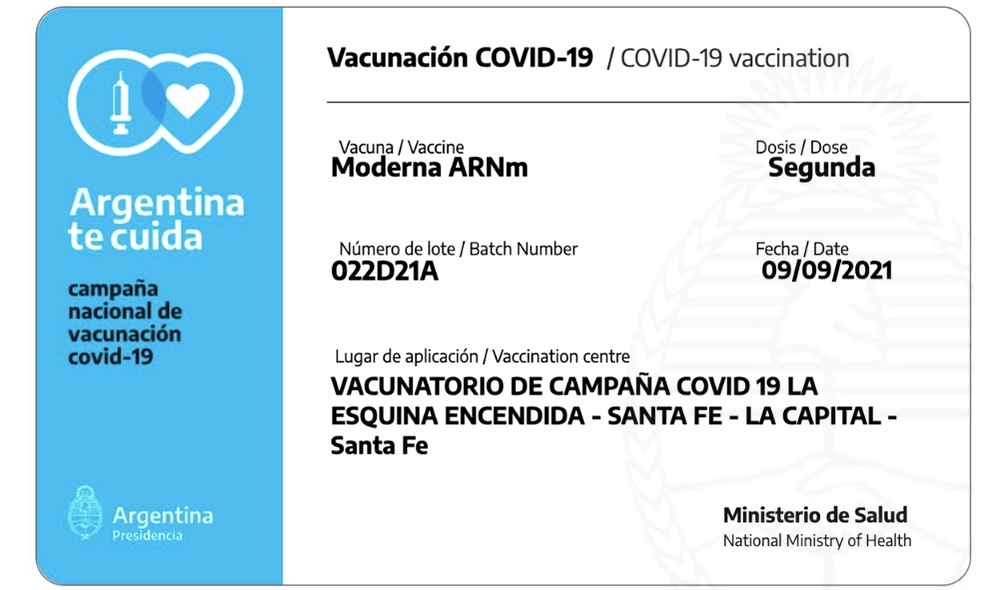 Vacunación COVID-19 / COVID-19 vaccination
Argentina
te cuida
campaña
nacional de
vacunación
covid-19
Argentina
Presidencia
Vacuna / Vaccine
Moderna ARNm
Dosis / Dose
Segunda
Número de lote / Batch Number
022D21A
Fecha / Date
09/09/2021
Lugar de aplicación / Vaccination centre
VACUNATORIO DE CAMPAÑA COVID 19 LA
ESQUINA ENCENDIDA - SANTA FE - LA CAPITAL -
Santa Fe
Ministerio de Salud
National Ministry of Health